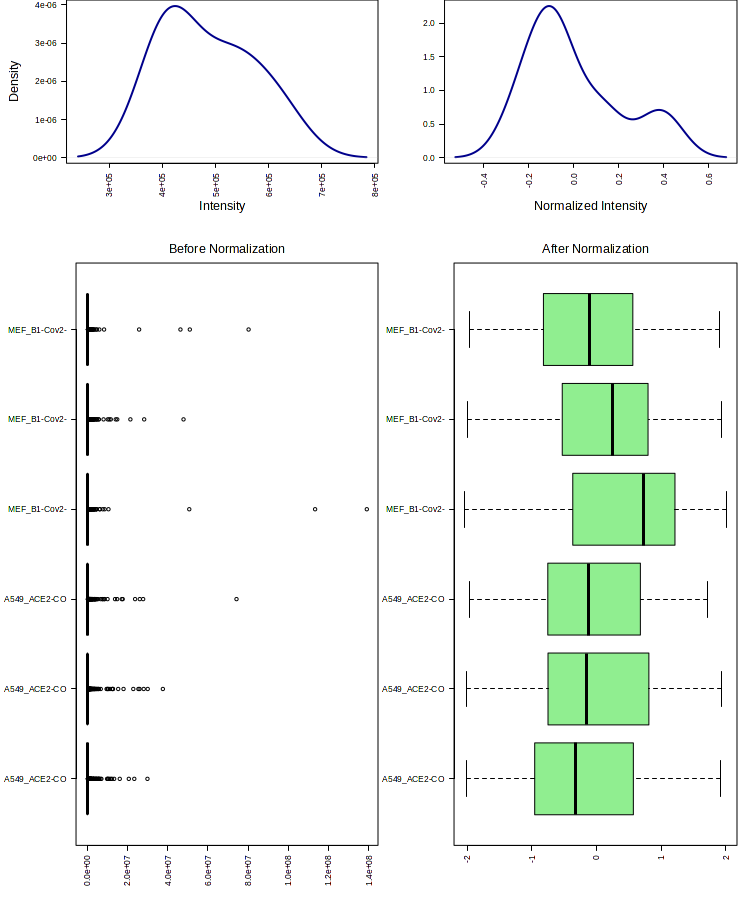 4e-06
3e-06
2e-06
1e-06
0e+00
Density
3e+05
4e+05
5e+05
6e+05
7e+05
8e+05
Intensity
2.0
1.5
1.0
0.5
0.0
-0.4
-0.2
0.0
0.2
0.4
0.6
Normalized Intensity
Before Normalization
MEF_B1-Cov2-
MEF_B1-Cov2-
MEF_B1-Cov2-
A549_ACE2-CO
A549_ACE2-CO
A549_ACE2-CO
0.0e+00
2.0e+07
4.0e+07
6.0e+07
8.0e+07
1.0e+08
1.2e+08
1.4e+08
After Normalization
MEF_B1-Cov2-
MEF_B1-Cov2-
MEF_B1-Cov2-
A549_ACE2-CO
A549_ACE2-CO
A549_ACE2-CO
-2
-1
0
1
2